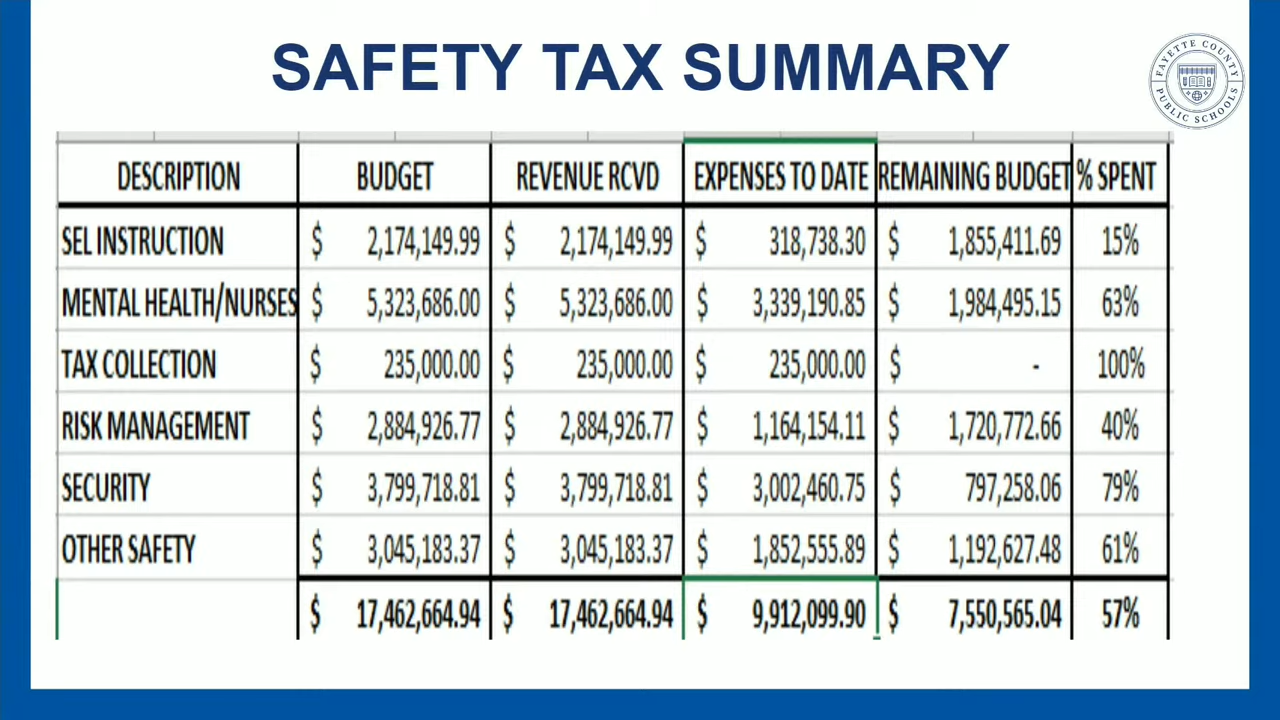 SAFETY TAX SUMMARY
FAYETTE COUNTY
PUBLIC SCHOOLS
DESCRIPTION BUDGET REVENUE RCVD EXPENSES TO DATE REMAINING BUDGET % SPENT
SEL INSTRUCTION $ 2,174,149.99 $ 2,174,149.99 $ 318,738.30 $ 1,855,411.69 15%
MENTAL HEALTH/NURSES $ 5,323,686.00 $ 5,323,686.00 $ 3,339,190.85 $ 1,984,495.15 63%
TAX COLLECTION $ 235,000.00 $ 235,000.00 $ 235,000.00 $ - 100%
RISK MANAGEMENT $ 2,884,926.77 $ 2,884,926.77 $ 1,164,154.11 $ 1,720,772.66 40%
SECURITY $ 3,799,718.81 $ 3,799,718.81 $ 3,002,460.75 $ 797,258.06 79%
OTHER SAFETY $ 3,045,183.37 $ 3,045,183.37 $ 1,852,555.89 $ 1,192,627.48 61%
$ 17,462,664.94 $ 17,462,664.94 $ 9,912,099.90 $ 7,550,565.04 57%